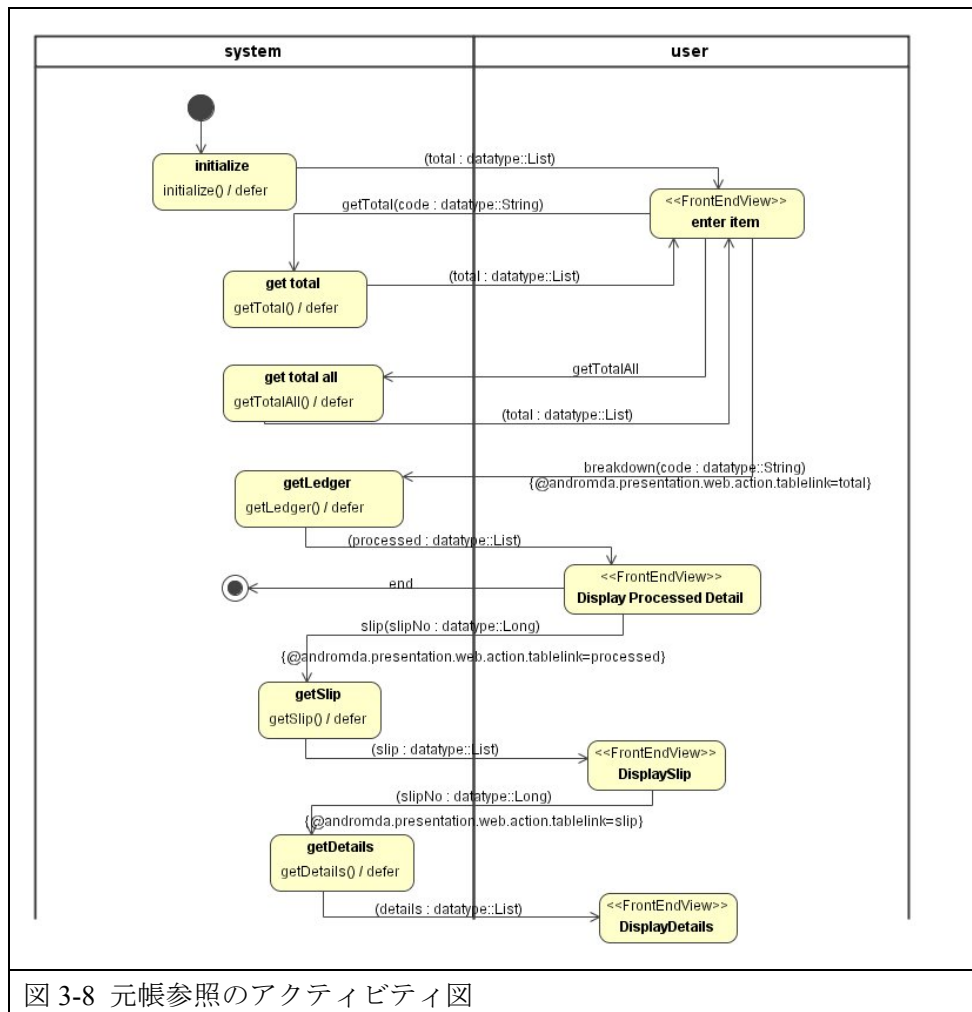 system
user
initialize
initialize() / defer
(total : datatype::List)
<<FrontEndView>>
enter item
getTotal(code : datatype::String)
get total
getTotal() / defer
(total : datatype::List)
get total all
getTotalAll() / defer
getTotalAll
(total : datatype::List)
breakdown(code : datatype::String)
{@andromda.presentation.web.action.tablelink=total}
getLedger
getLedger() / defer
(processed : datatype::List)
<<FrontEndView>>
Display Processed Detail
end
slip(slipNo : datatype::Long)
{@andromda.presentation.web.action.tablelink=processed}
getSlip
getSlip() / defer
(slip : datatype::List)
<<FrontEndView>>
DisplaySlip
(slipNo : datatype::Long)
{@andromda.presentation.web.action.tablelink=slip}
getDetails
getDetails() / defer
(details : datatype::List)
<<FrontEndView>>
DisplayDetails
図 3-8 元帳参照のアクティビティ図